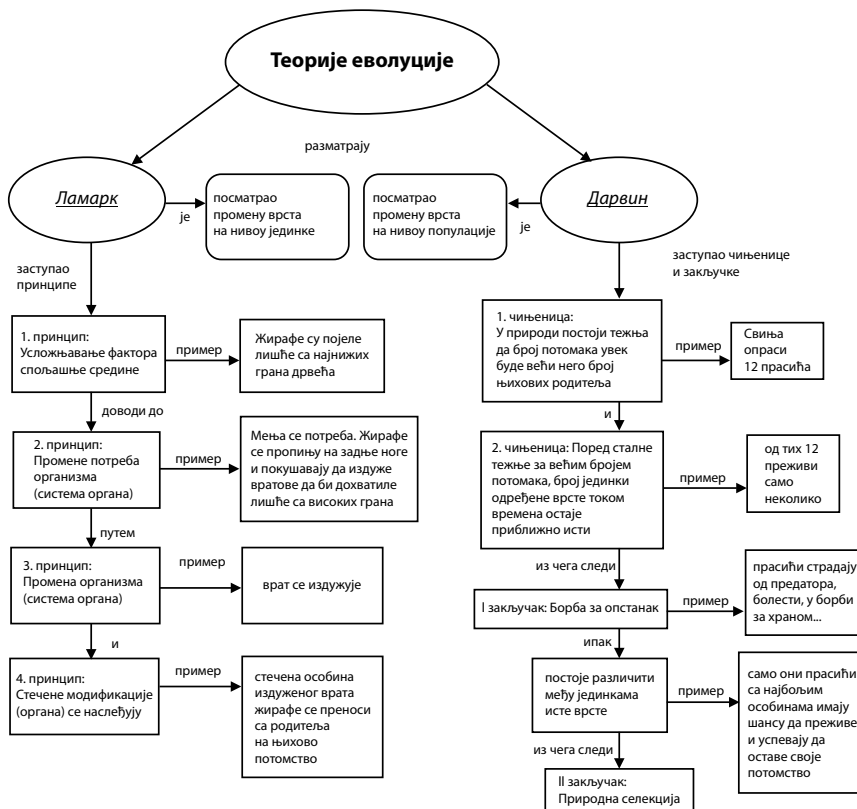 Теорије еволуције
разматрају
Ламарк
је
посматрао
промену врста
на нивоу јединке
посматрао
промену врста
на нивоу популације
је
Дарвин
заступао
принципе
1. принцип:
Усложњавање фактора
спољашње средине
пример
Жирафе су појеле
лишће са најнижих
грана дрвећа
доводи до
2. принцип:
Промене потреба
организма
(система органа)
пример
Мења се потреба. Жирафе
се пропињу на задње ноге
и покушавају да издуже
вратове да би дохватиле
лишће са високих грана
путем
3. принцип:
Промена организма
(система органа)
пример
врат се издужује
и
4. принцип:
Стечене модификације
(органа) се наслеђују
пример
стечена особина
издуженог врата
жирафе се преноси
са родитеља
на њихово
потомство
заступао чињенице
и закључке
1. чињеница:
У природи постоји тежња
да број потомака увек
буде већи него број
њихових родитеља
пример
Свиња
опраси
12 прасића
и
2. чињеница: Поред сталне
тежње за већим бројем
потомака, број јединки
одређене врсте током
времена остаје
приближно исти
пример
од тих 12
преживи
само
неколико
из чега следи
I закључак: Борба за опстанак
пример
прасићи страдају
од предатора,
болести, у борби
за храном...
ипак
постоје различити
међу јединкама
исте врсте
пример
само они прасићи
са најбољим
особинама имају
шансу да преживе
и успевају да
оставе своје
потомство
из чега следи
II закључак:
Природна селекција